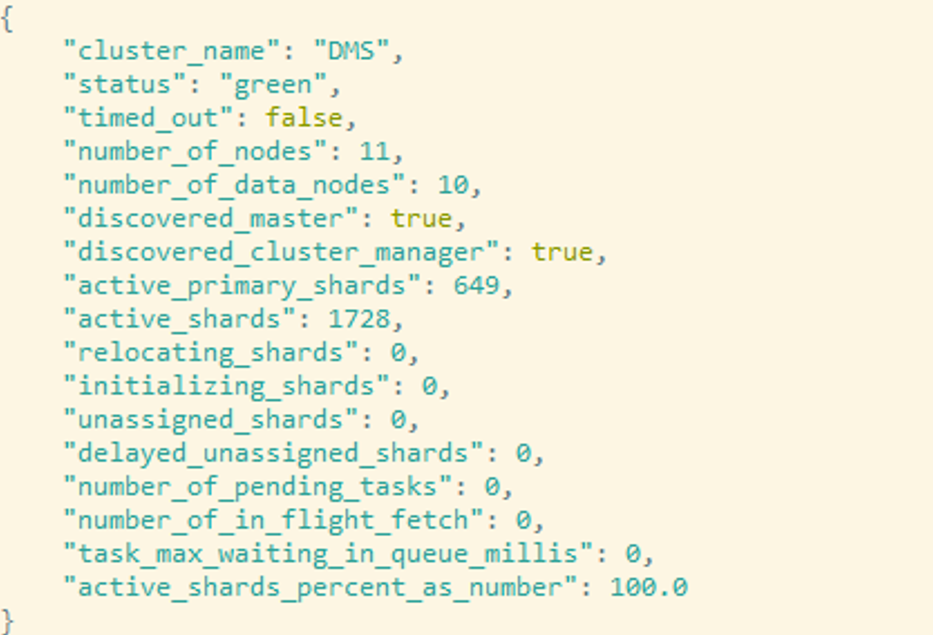 {
    "cluster_name": "DMS",
    "status": "green",
    "timed_out": false,
    "number_of_nodes": 11,
    "number_of_data_nodes": 10,
    "discovered_master": true,
    "discovered_cluster_manager": true,
    "active_primary_shards": 649,
    "active_shards": 1728,
    "relocating_shards": 0,
    "initializing_shards": 0,
    "unassigned_shards": 0,
    "delayed_unassigned_shards": 0,
    "number_of_pending_tasks": 0,
    "number_of_in_flight_fetch": 0,
    "task_max_waiting_in_queue_millis": 0,
    "active_shards_percent_as_number": 100.0
}